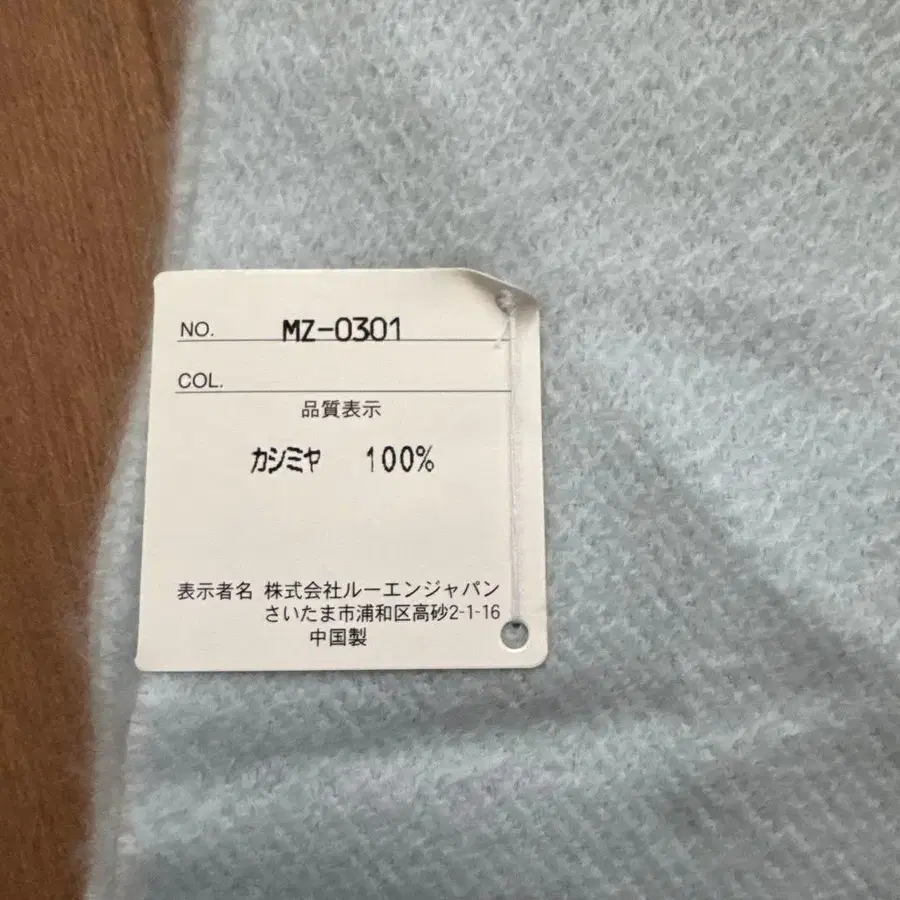 NO. MZ-0301
COL.
品質表示
カシミヤ 100%
表示者名 株式会社ルーエンジャパン
さいたま市浦和区高砂2-1-16
中国製